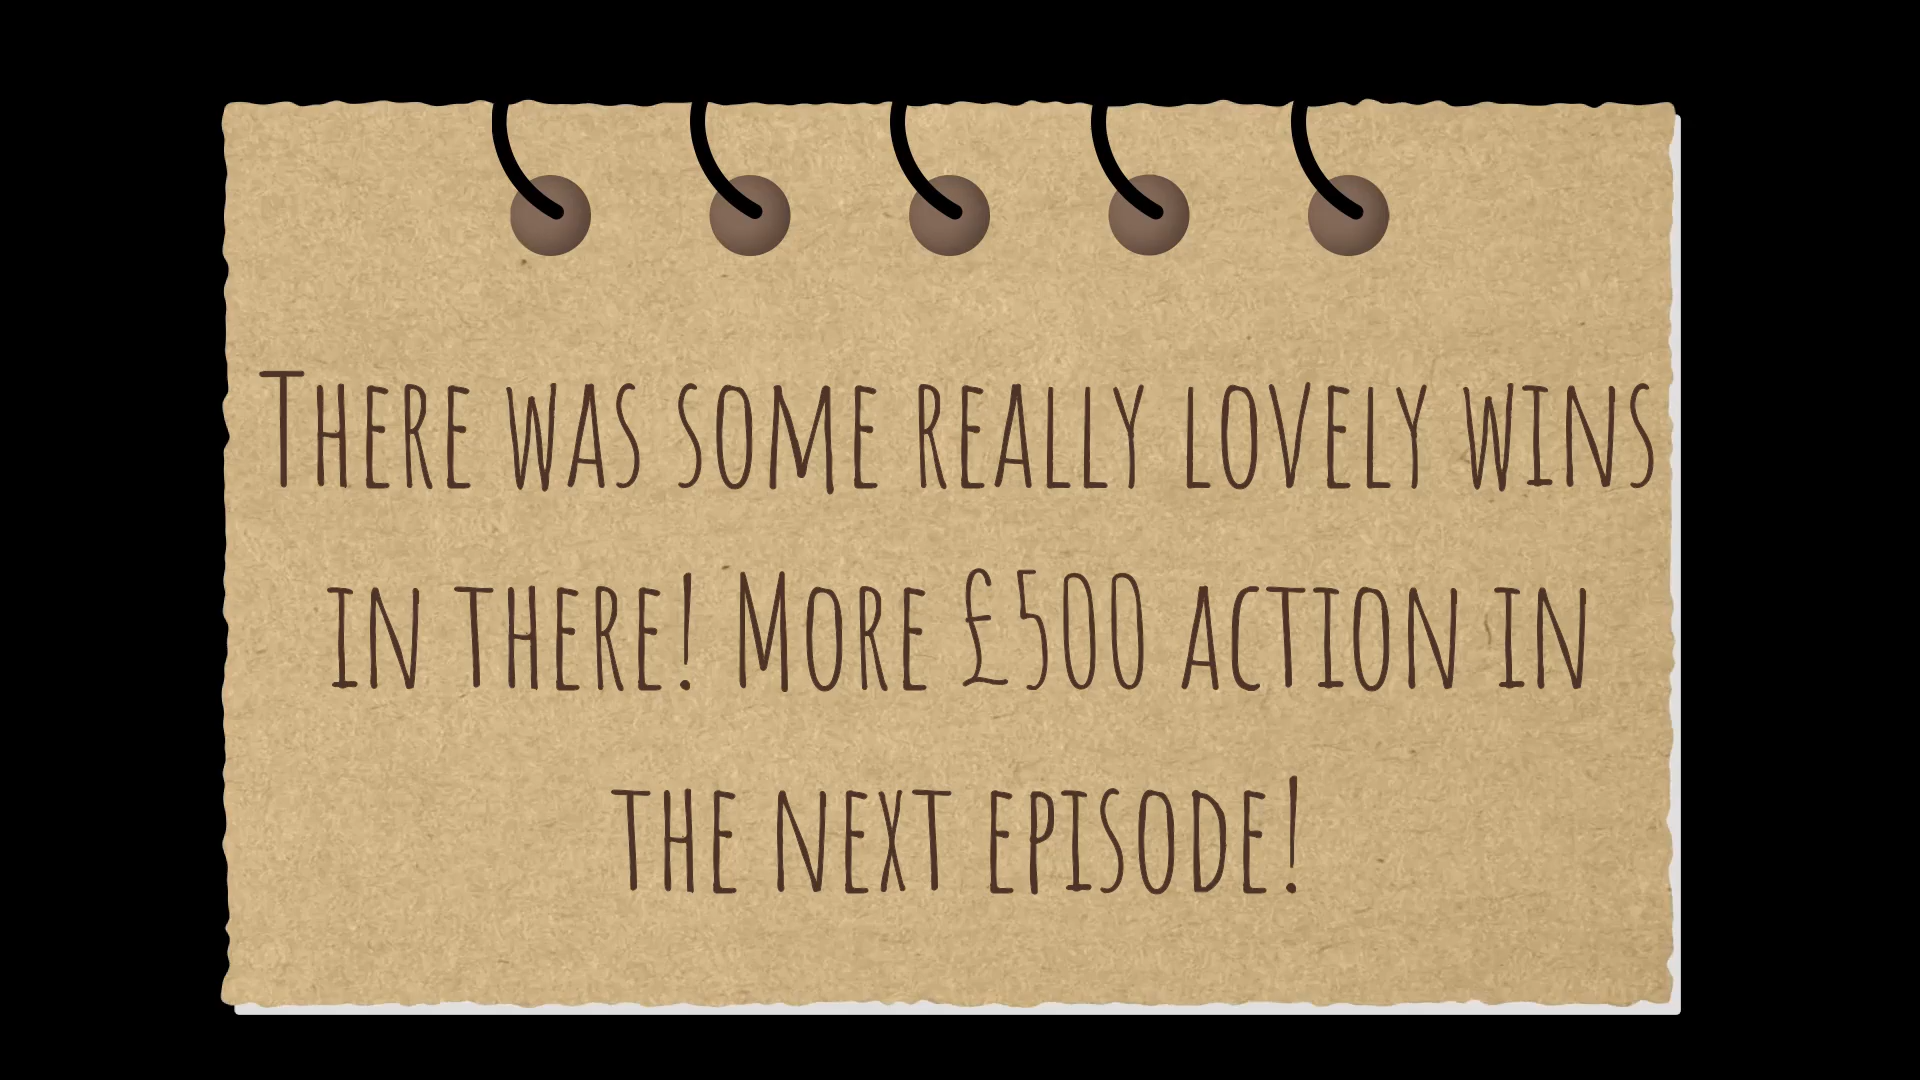 There was some really lovely wins
in there! More £500 action in
the next episode!